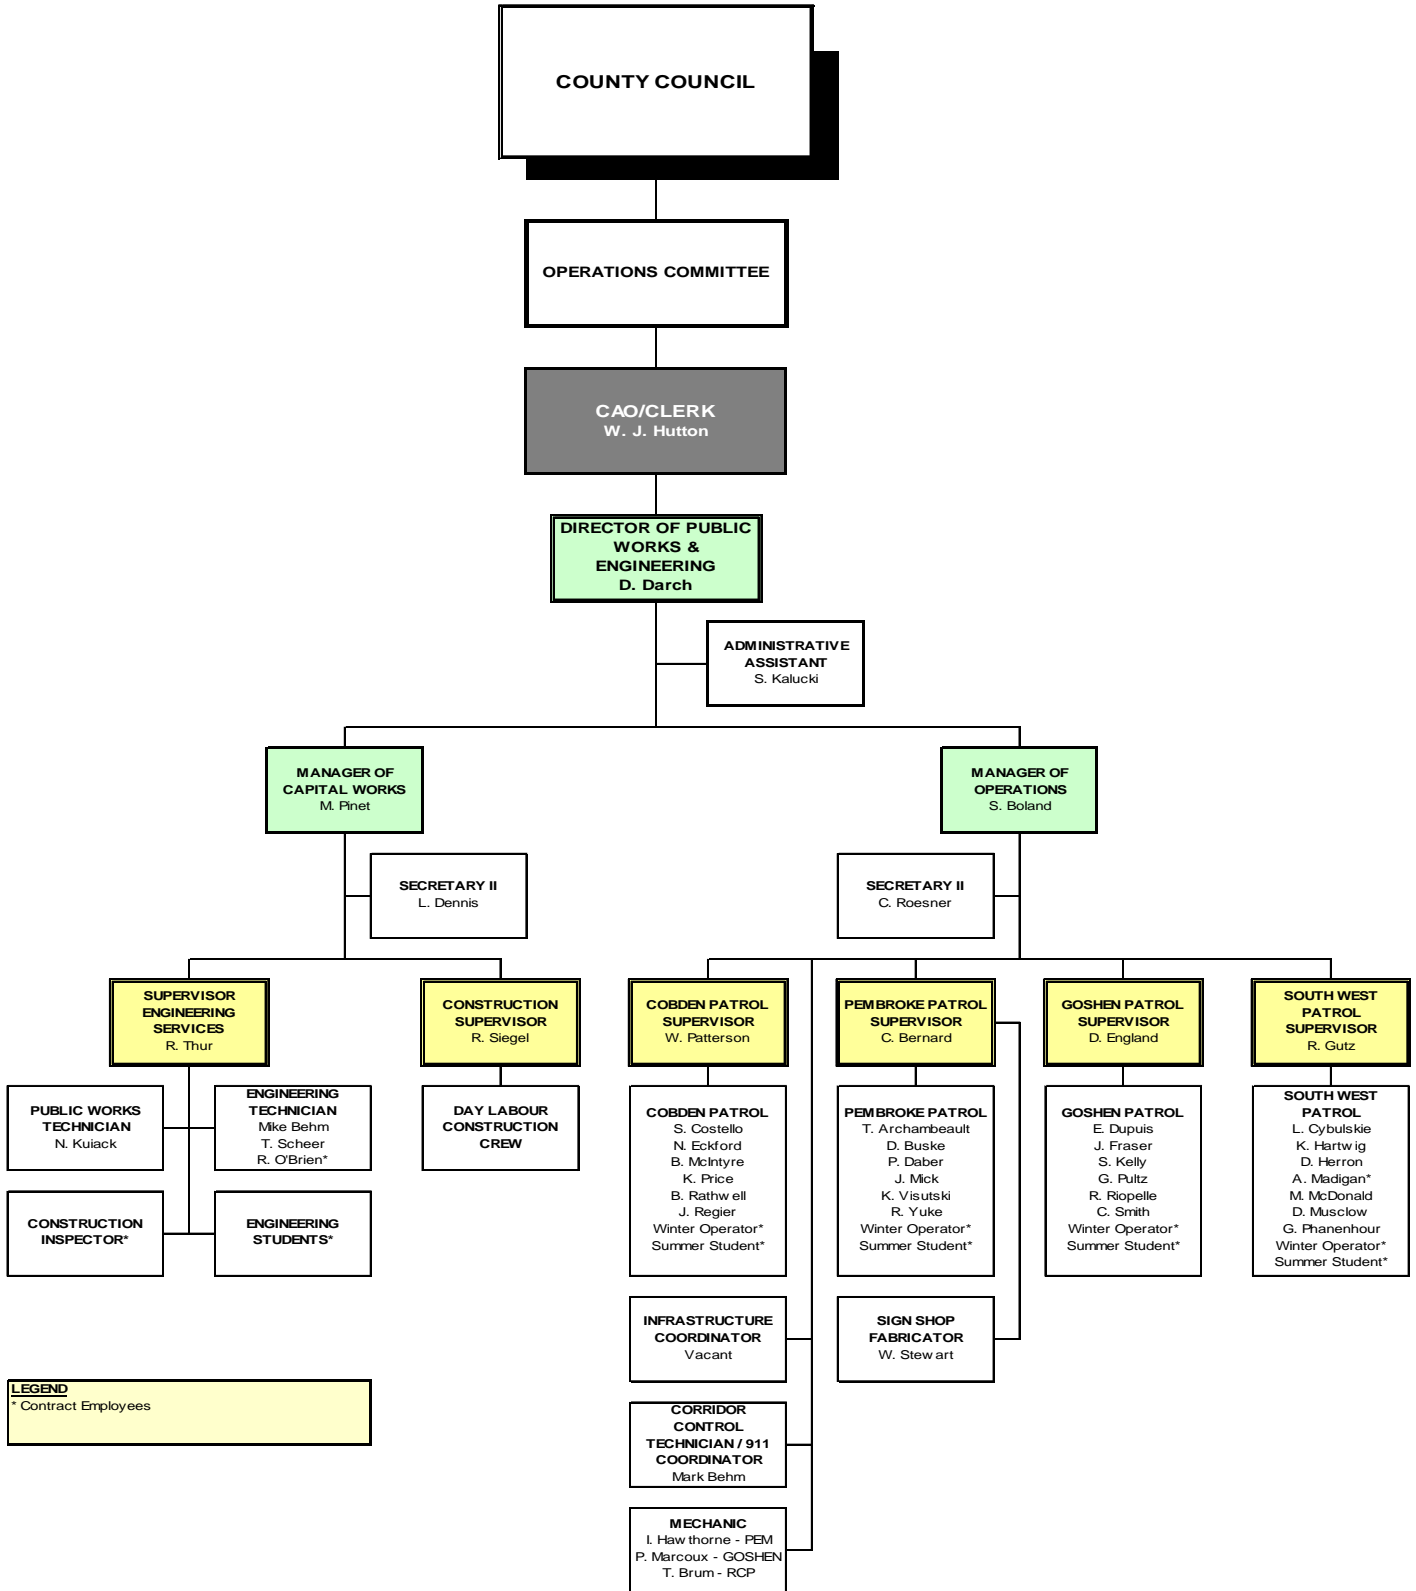 COUNTY COUNCIL
OPERATIONS COMMITTEE
CAO/CLERK
W. J. Hutton
DIRECTOR OF PUBLIC
WORKS &
ENGINEERING
D. Darch
ADMINISTRATIVE
ASSISTANT
S. Kalucki
MANAGER OF
CAPITAL WORKS
M. Pinet
MANAGER OF
OPERATIONS
S. Boland
SECRETARY II
L. Dennis
SECRETARY II
C. Roesner
SUPERVISOR
ENGINEERING
SERVICES
R. Thur
CONSTRUCTION
SUPERVISOR
R. Siegel
COBDEN PATROL
SUPERVISOR
W. Patterson
PEMBROKE PATROL
SUPERVISOR
C. Bernard
GOSHEN PATROL
SUPERVISOR
D. England
SOUTH WEST
PATROL
SUPERVISOR
R. Gutz
PUBLIC WORKS
TECHNICIAN
N. Kuiack
ENGINEERING
TECHNICIAN
Mike Behm
T. Scheer
R. O'Brien*
DAY LABOUR
CONSTRUCTION
CREW
COBDEN PATROL
S. Costello
N. Eckford
B. McIntyre
K. Price
B. Rathwell
J. Regier
Winter Operator*
Summer Student*
PEMBROKE PATROL
T. Archambeault
D. Buske
P. Daber
J. Mick
K. Visutski
R. Yuke
Winter Operator*
Summer Student*
GOSHEN PATROL
E. Dupuis
J. Fraser
S. Kelly
G. Pultz
R. Riopelle
C. Smith
Winter Operator*
Summer Student*
SOUTH WEST
PATROL
L. Cybulskie
K. Hartwig
D. Herron
A. Madigan*
M. McDonald
D. Musclow
G. Phanenhour
Winter Operator*
Summer Student*
CONSTRUCTION
INSPECTOR*
ENGINEERING
STUDENTS*
INFRASTRUCTURE
COORDINATOR
Vacant
SIGN SHOP
FABRICATOR
W. Stewart
LEGEND
* Contract Employees
CORRIDOR
CONTROL
TECHNICIAN / 911
COORDINATOR
Mark Behm
MECHANIC
I. Hawthorne - PEM
P. Marcoux - GOSHEN
T. Brum - RCP